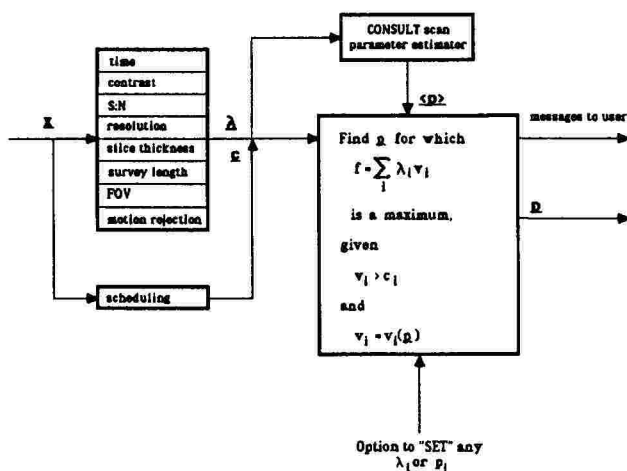 CONSULT scan
parameter estimator
time
contrast
S:N
resolution
slice thickness
survey length
FOV
motion rejection
x
λ
c
<p>
messages to user
p
Find p for which
f = ∑ λi vi
i
is a maximum,
given
vi > ci
and
vi = vi(p)
scheduling
Option to "SET" any
λi or pi